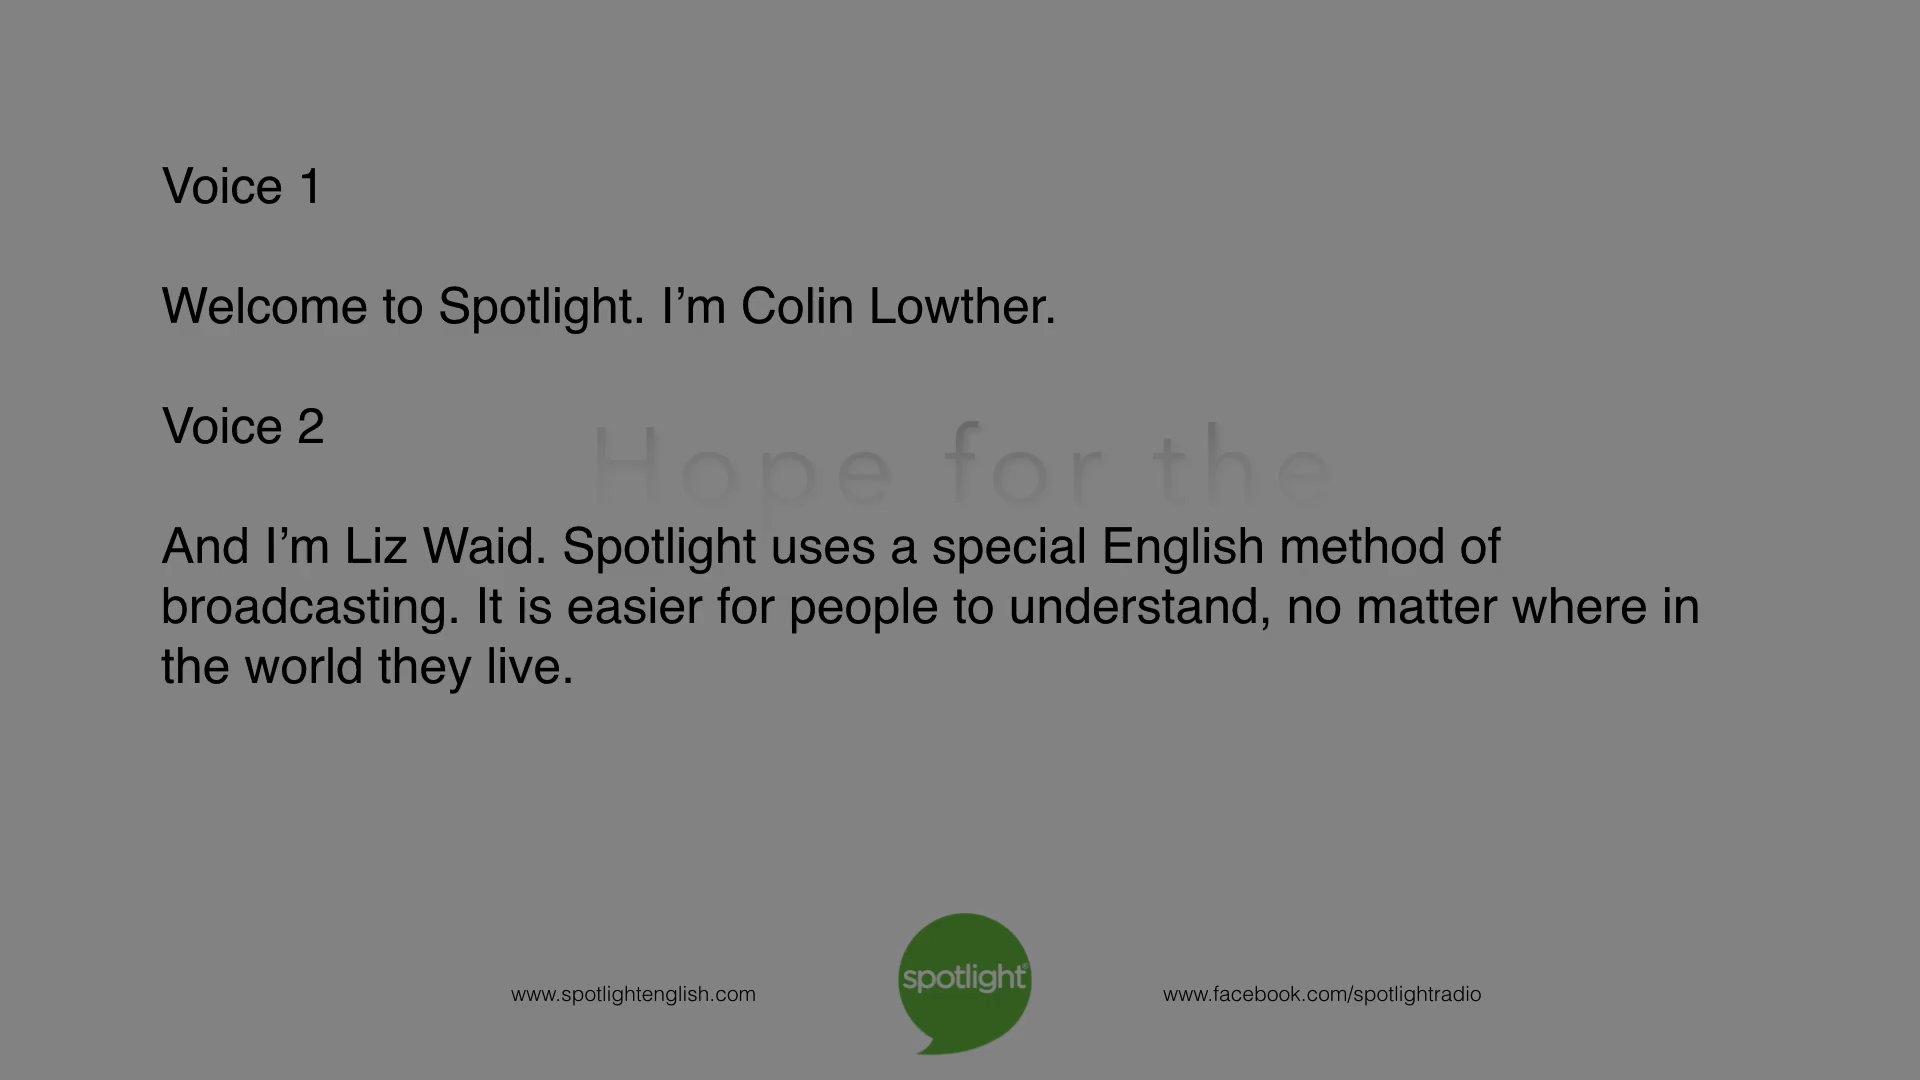 Voice 1
Welcome to Spotlight. I’m Colin Lowther.
Voice 2
Hope for the
And I’m Liz Waid. Spotlight uses a special English method of
broadcasting. It is easier for people to understand, no matter where in
the world they live.
www.spotlightenglish.com
spotlight®
www.facebook.com/spotlightradio